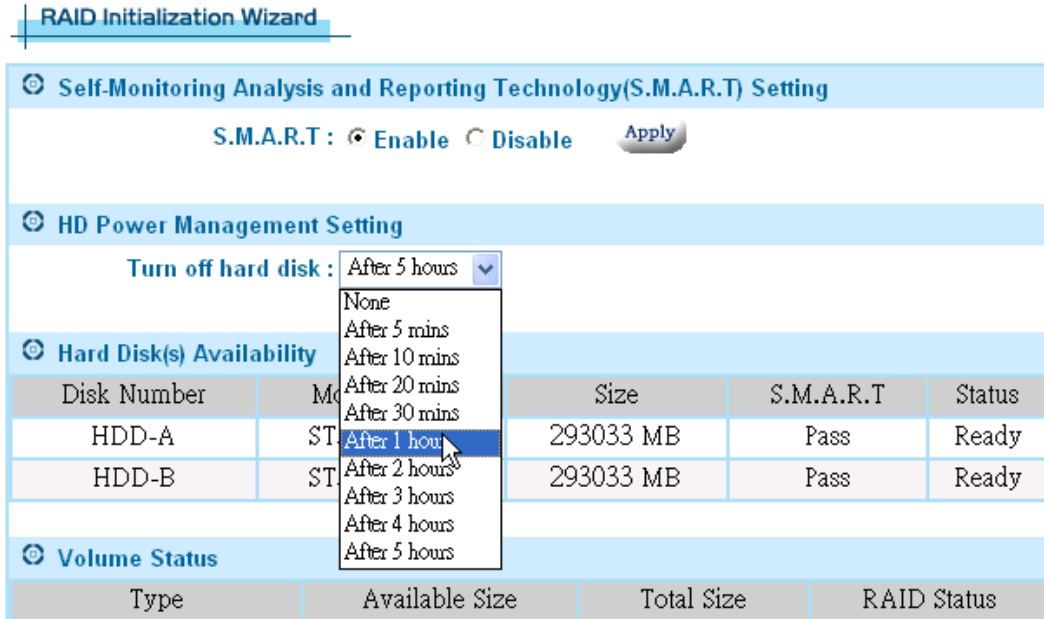 RAID Initialization Wizard
Self-Monitoring Analysis and Reporting Technology(S.M.A.R.T) Setting
S.M.A.R.T : Enable Disable Apply
HD Power Management Setting
Turn off hard disk : After 5 hours
None
After 5 mins
After 10 mins
After 20 mins
After 30 mins
After 1 hour
After 2 hours
After 3 hours
After 4 hours
After 5 hours
Hard Disk(s) Availability
Disk Number Size S.M.A.R.T Status
HDD-A 293033 MB Pass Ready
HDD-B 293033 MB Pass Ready
Volume Status
Type Available Size Total Size RAID Status